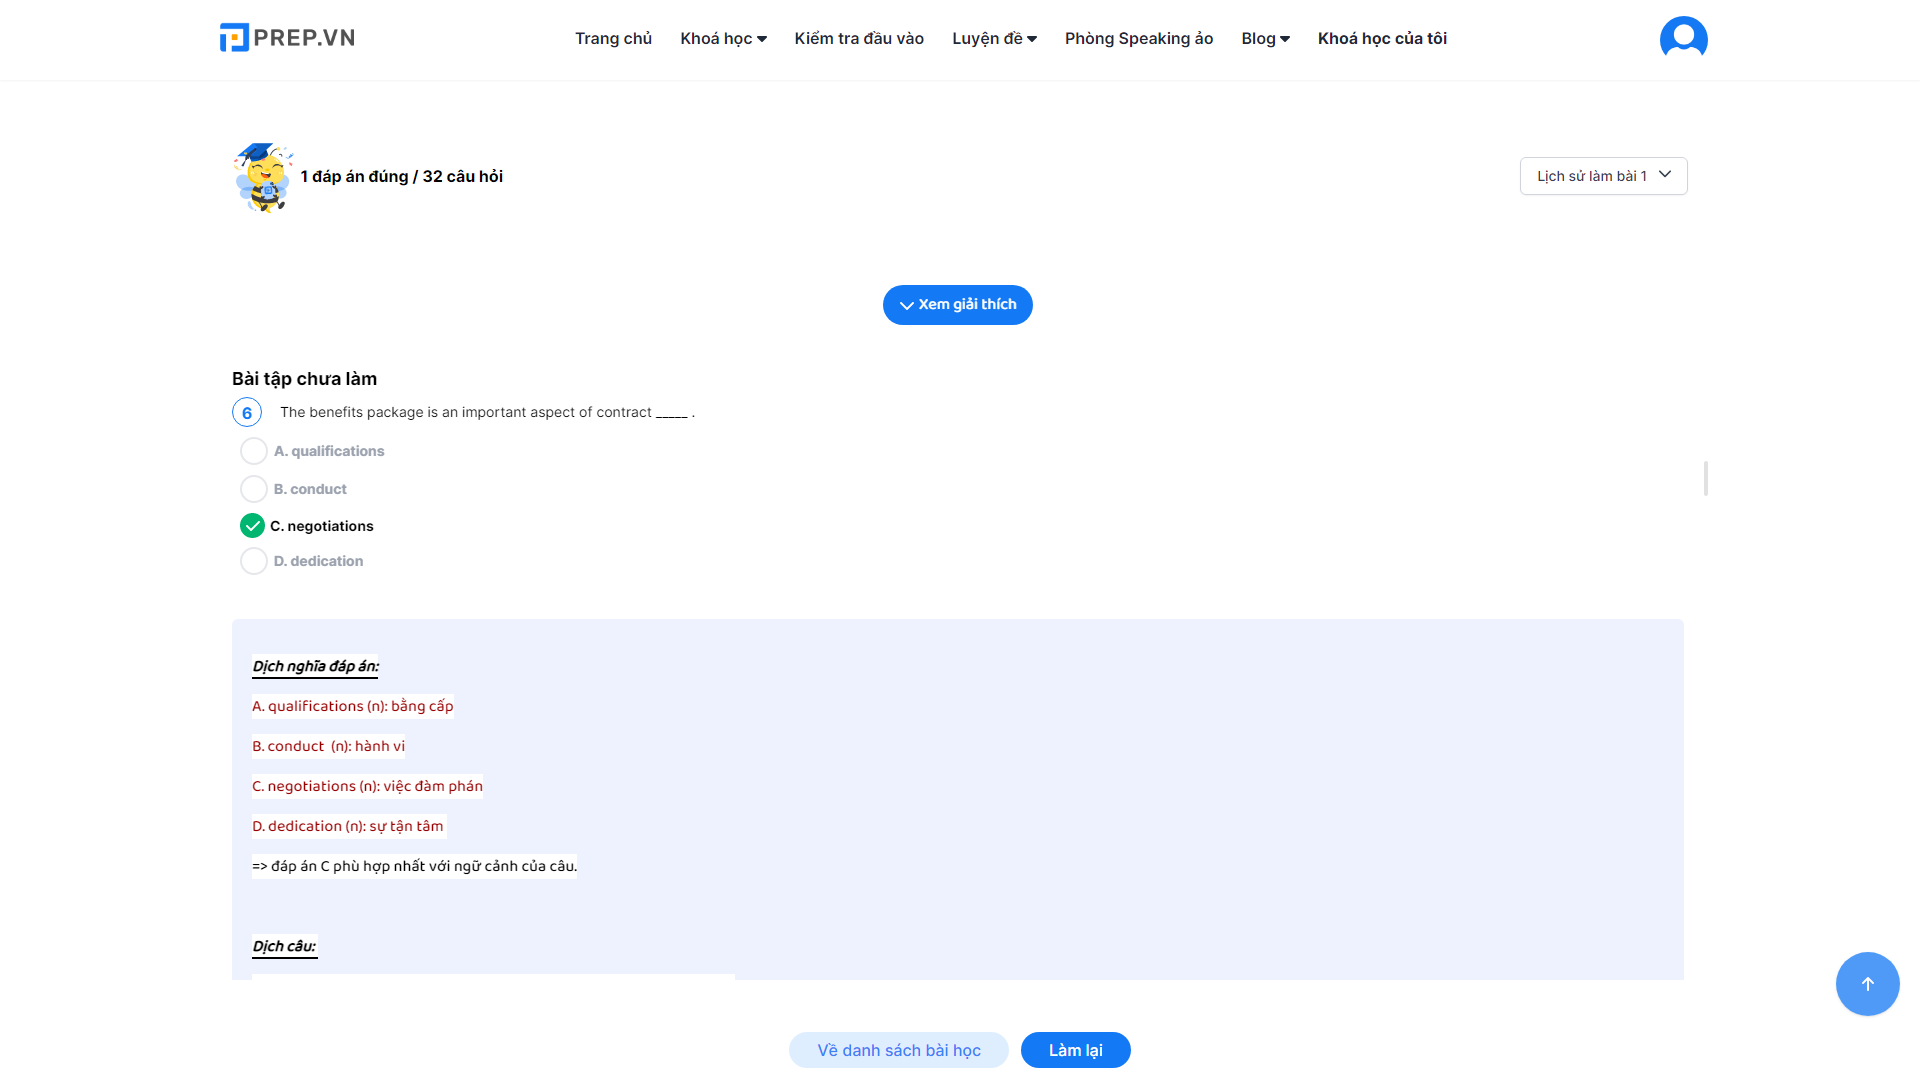 PREP.VN
Trang chủ Khoá học Kiểm tra đầu vào Luyện đề Phòng Speaking ảo Blog Khoá học của tôi
1 đáp án đúng / 32 câu hỏi
Lịch sử làm bài 1
Xem giải thích
Bài tập chưa làm
6 The benefits package is an important aspect of contract _____ .
A. qualifications
B. conduct
C. negotiations
D. dedication
Dịch nghĩa đáp án:
A. qualifications (n): bằng cấp
B. conduct (n): hành vi
C. negotiations (n): việc đàm phán
D. dedication (n): sự tận tâm
=> đáp án C phù hợp nhất với ngữ cảnh của câu.
Dịch câu:
Về danh sách bài học Làm lại